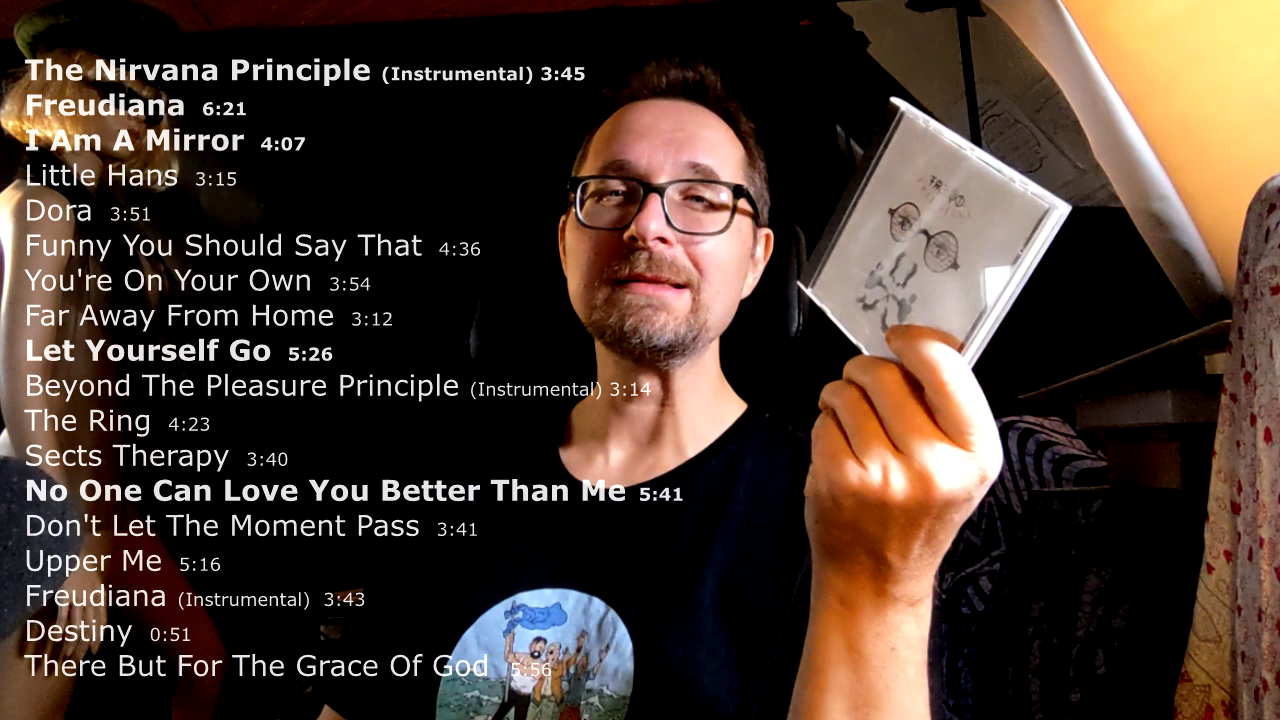 The Nirvana Principle (Instrumental) 3:45
Freudiana 6:21
I Am A Mirror 4:07
Little Hans 3:15
Dora 3:51
Funny You Should Say That 4:36
You're On Your Own 3:54
Far Away From Home 3:12
Let Yourself Go 5:26
Beyond The Pleasure Principle (Instrumental) 3:14
The Ring 4:23
Sects Therapy 3:40
No One Can Love You Better Than Me 5:41
Don't Let The Moment Pass 3:41
Upper Me 5:16
Freudiana (Instrumental) 3:43
Destiny 0:51
There But For The Grace Of God 5:56